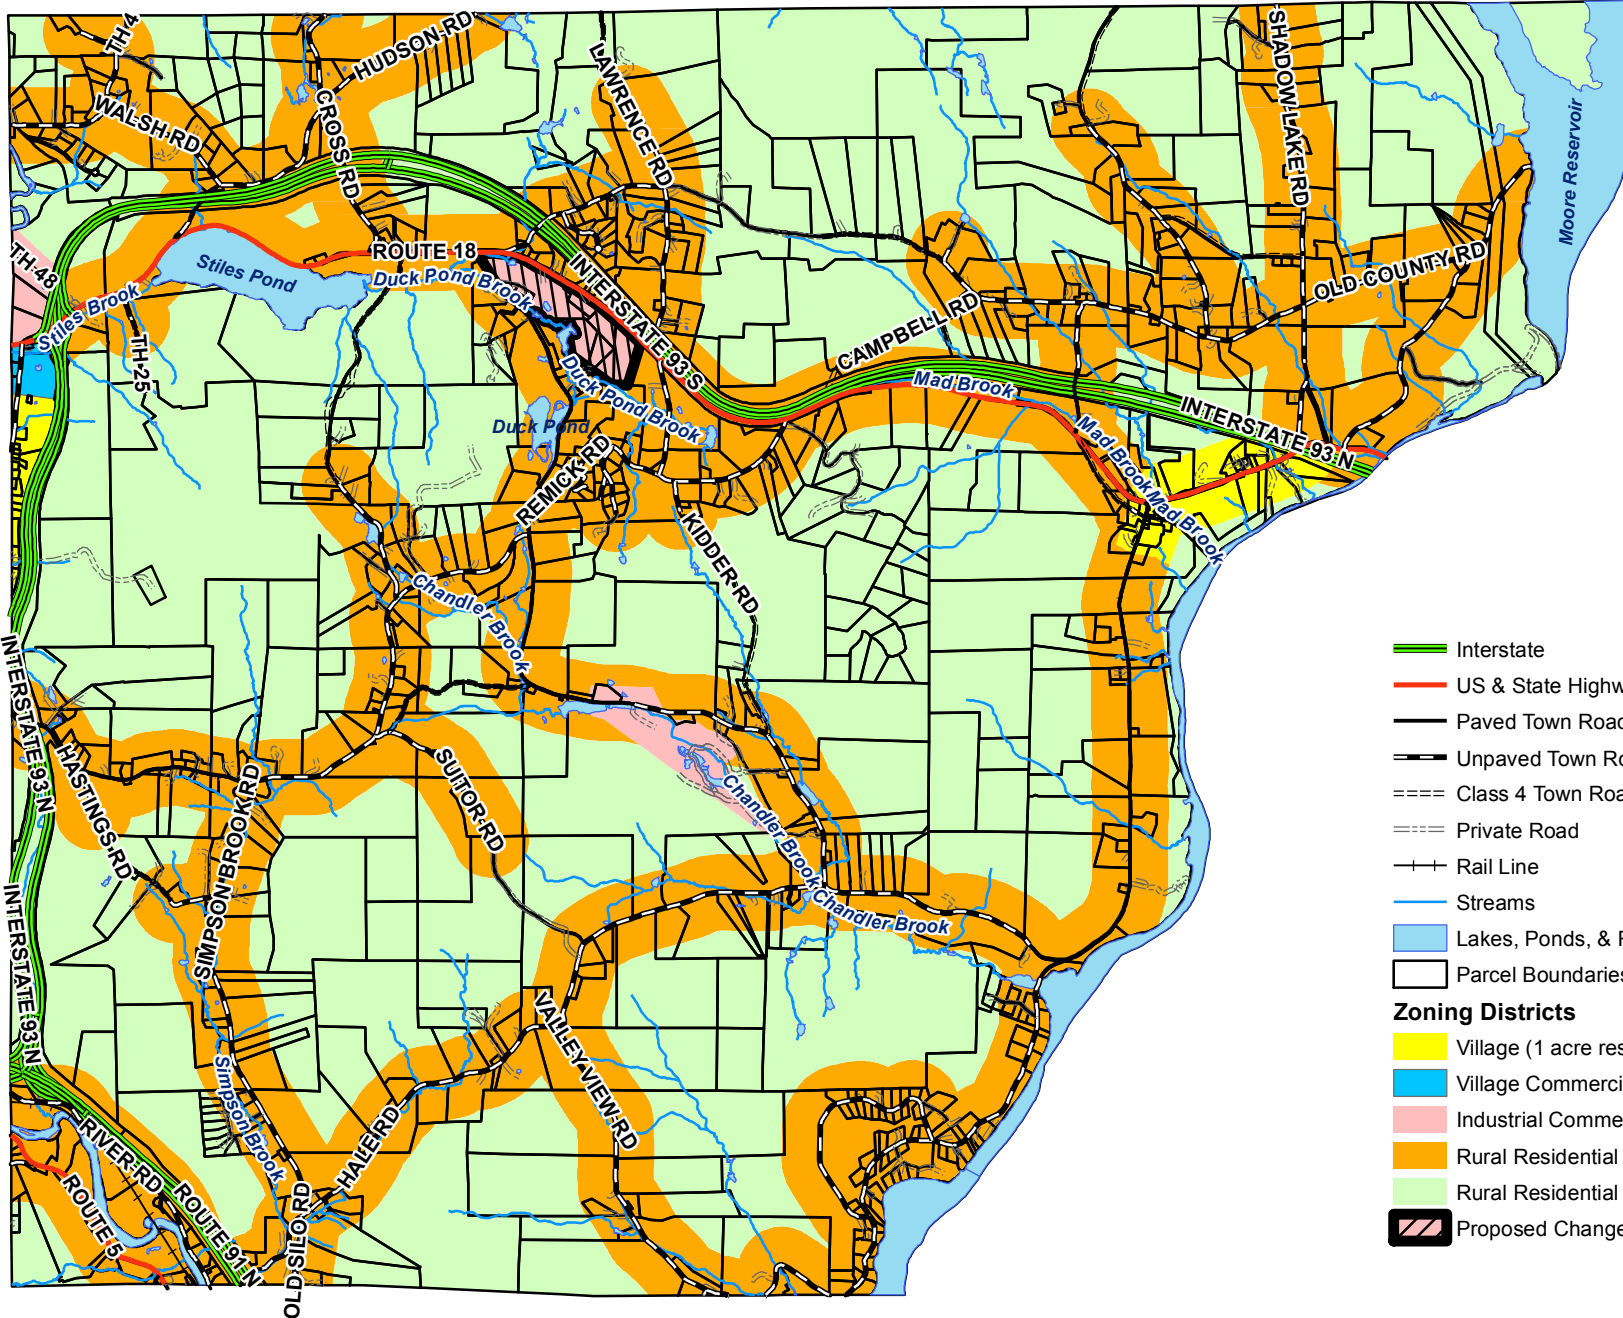 TH 4
HUDSON RD
LAWRENCE RD
SHADOW LAKE RD
WALSH RD
CROSS RD
Moore Reservoir
TH 48
ROUTE 18
Stiles Pond
Duck Pond Brook
INTERSTATE 93 S
OLD COUNTY RD
Stiles Brook
TH 25
CAMPBELL RD
Duck Pond Brook
Mad Brook
Duck Pond
INTERSTATE 93 N
Mad Brook
REMICK RD
Mad Brook
KIDDER RD
Chandler Brook
INTERSTATE 93 N
HASTINGS RD
SUITOR RD
SIMPSON BROOK RD
Chandler Brook
INTERSTATE 93 N
Chandler Brook
VALLEY VIEW RD
Simpson Brook
HALE RD
RIVER RD
ROUTE 5
ROUTE 91 N
OLD SILO RD
Interstate
US & State Highw
Paved Town Road
Unpaved Town Ro
Class 4 Town Roa
Private Road
Rail Line
Streams
Lakes, Ponds, & R
Parcel Boundaries
Zoning Districts
Village (1 acre res
Village Commerci
Industrial Comme
Rural Residential
Rural Residential
Proposed Change